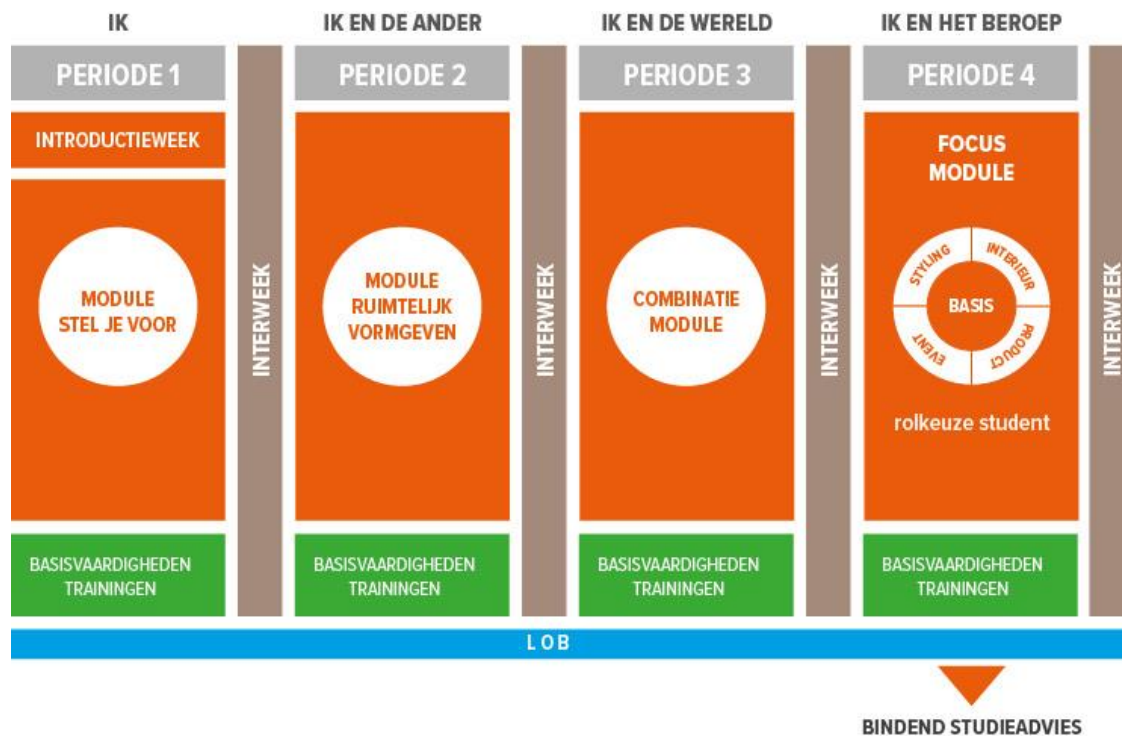 IK
IK EN DE ANDER
IK EN DE WERELD
IK EN HET BEROEP
PERIODE 1
PERIODE 2
PERIODE 3
PERIODE 4
INTRODUCTIEWEEK
MODULE
STEL JE VOOR
INTERWEEK
MODULE
RUIMTELIJK
VORMGEVEN
INTERWEEK
COMBINATIE
MODULE
INTERWEEK
FOCUS
MODULE
STYLING
INTERIEUR
BASIS
EVENT
PRODUCT
rolkeuze student
INTERWEEK
BASISVAARDIGHEDEN
TRAININGEN
BASISVAARDIGHEDEN
TRAININGEN
BASISVAARDIGHEDEN
TRAININGEN
BASISVAARDIGHEDEN
TRAININGEN
LOB
BINDEND STUDIEADVIES